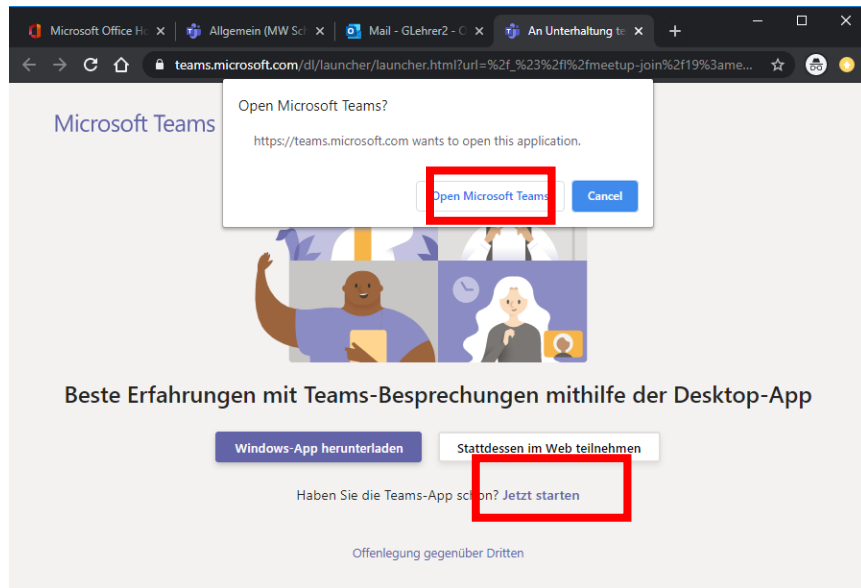 Microsoft Office Ho
Allgemein (MW Sch
Mail - GLehrer2 - O
An Unterhaltung te
teams.microsoft.com/dl/launcher/launcher.html?url=%2f_%23%2fl%2fmeetup-join%2f19%3ame...
Microsoft Teams
Open Microsoft Teams?
https://teams.microsoft.com wants to open this application.
Open Microsoft Teams
Cancel
Beste Erfahrungen mit Teams-Besprechungen mithilfe der Desktop-App
Windows-App herunterladen
Stattdessen im Web teilnehmen
Haben Sie die Teams-App schon? Jetzt starten
Offenlegung gegenüber Dritten